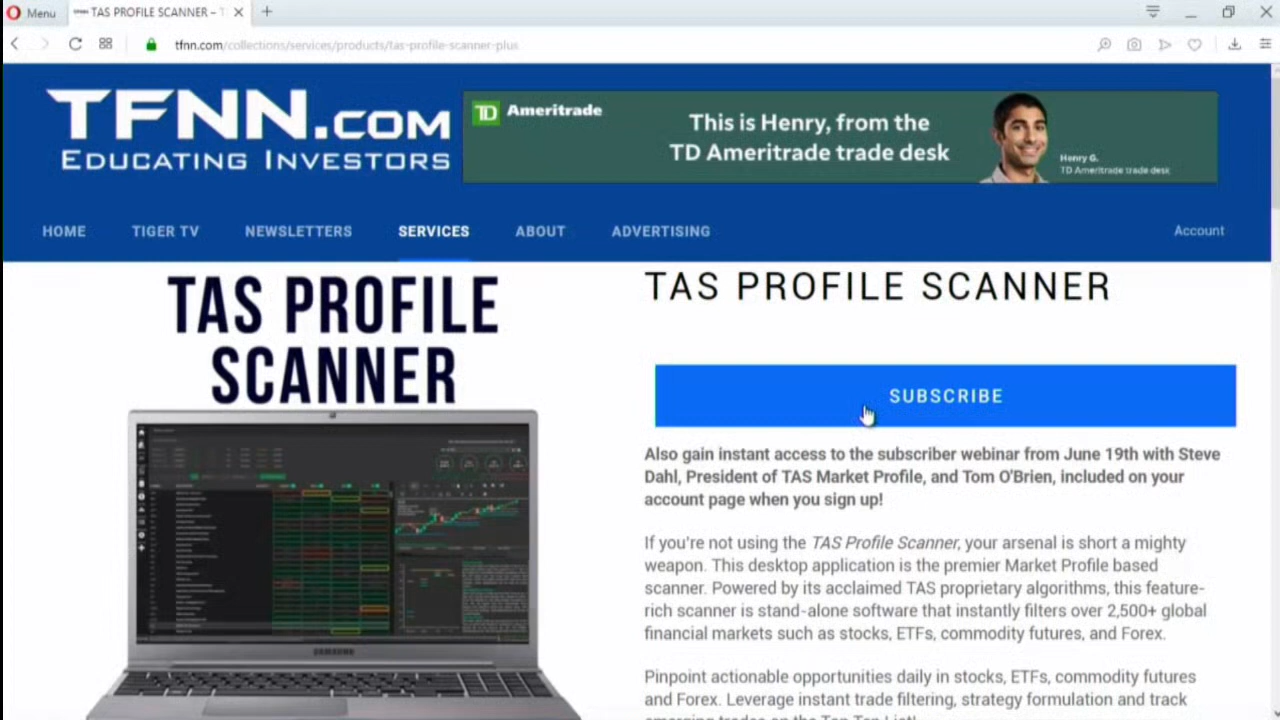 Menu
TAS PROFILE SCANNER – T
tfnn.com/collections/services/products/tas-profile-scanner-plus
TFNN.COM
EDUCATING INVESTORS
TD Ameritrade
This is Henry, from the
TD Ameritrade trade desk
Henry G.
TD Ameritrade trade desk
HOME
TIGER TV
NEWSLETTERS
SERVICES
ABOUT
ADVERTISING
Account
TAS PROFILE
SCANNER
SAMSUNG
TAS PROFILE SCANNER
SUBSCRIBE
Also gain instant access to the subscriber webinar from June 19th with Steve
Dahl, President of TAS Market Profile, and Tom O'Brien, included on your
account page when you sign up!
If you're not using the TAS Profile Scanner, your arsenal is short a mighty
weapon. This desktop application is the premier Market Profile based
scanner. Powered by its acclaimed TAS proprietary algorithms, this feature-
rich scanner is stand-alone software that instantly filters over 2,500+ global
financial markets such as stocks, ETFs, commodity futures, and Forex.
Pinpoint actionable opportunities daily in stocks, ETFs, commodity futures
and Forex. Leverage instant trade filtering, strategy formulation and track
emerging trades on the Top Ten List!